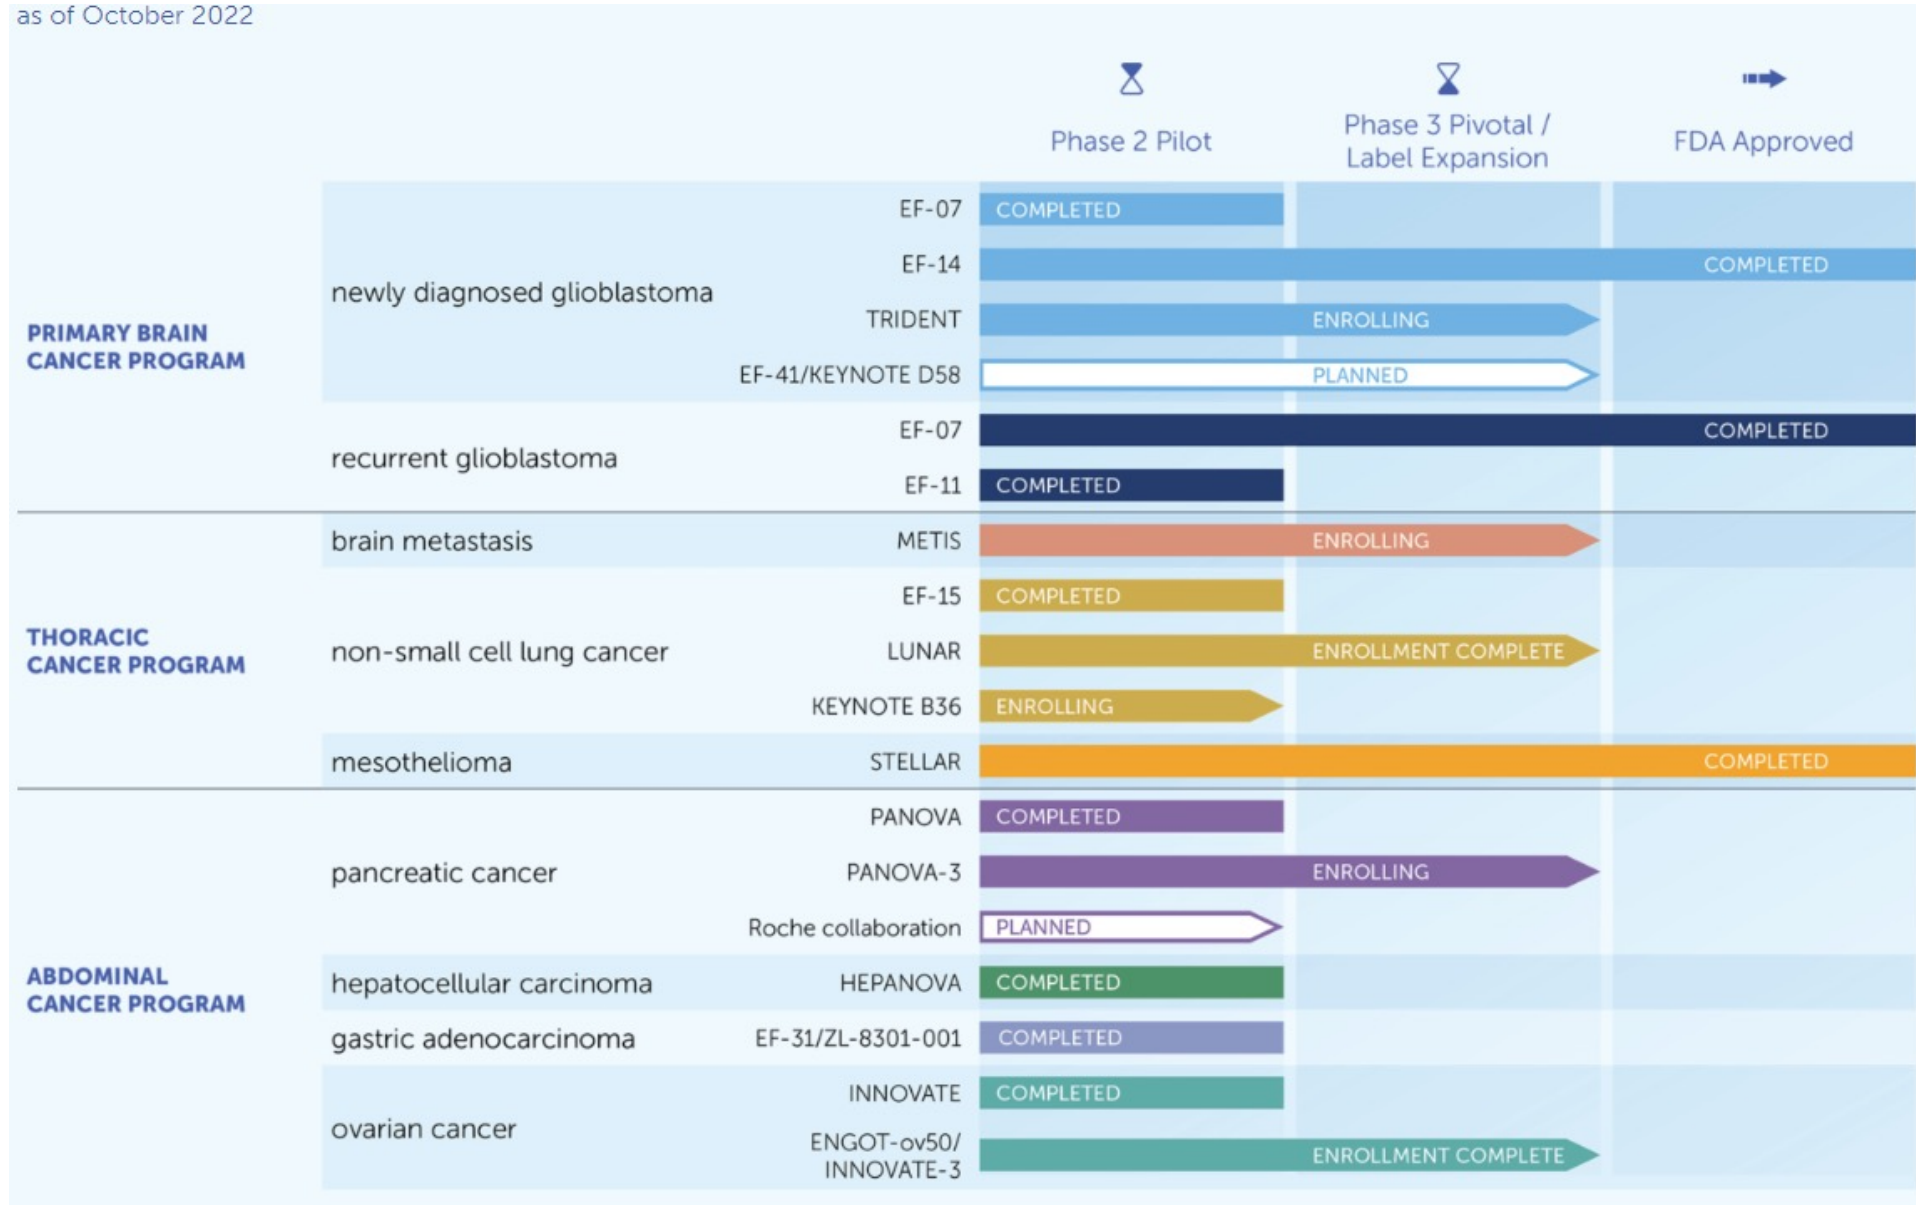 as of October 2022
Phase 2 Pilot
Phase 3 Pivotal /
Label Expansion
FDA Approved
PRIMARY BRAIN
CANCER PROGRAM
newly diagnosed glioblastoma
EF-07
COMPLETED
EF-14
COMPLETED
TRIDENT
ENROLLING
EF-41/KEYNOTE D58
PLANNED
recurrent glioblastoma
EF-07
COMPLETED
EF-11
COMPLETED
THORACIC
CANCER PROGRAM
brain metastasis
METIS
ENROLLING
non-small cell lung cancer
EF-15
COMPLETED
LUNAR
ENROLLMENT COMPLETE
KEYNOTE B36
ENROLLING
mesothelioma
STELLAR
COMPLETED
ABDOMINAL
CANCER PROGRAM
pancreatic cancer
PANOVA
COMPLETED
PANOVA-3
ENROLLING
Roche collaboration
PLANNED
hepatocellular carcinoma
HEPANOVA
COMPLETED
gastric adenocarcinoma
EF-31/ZL-8301-001
COMPLETED
ovarian cancer
INNOVATE
COMPLETED
ENGOT-ov50/
INNOVATE-3
ENROLLMENT COMPLETE